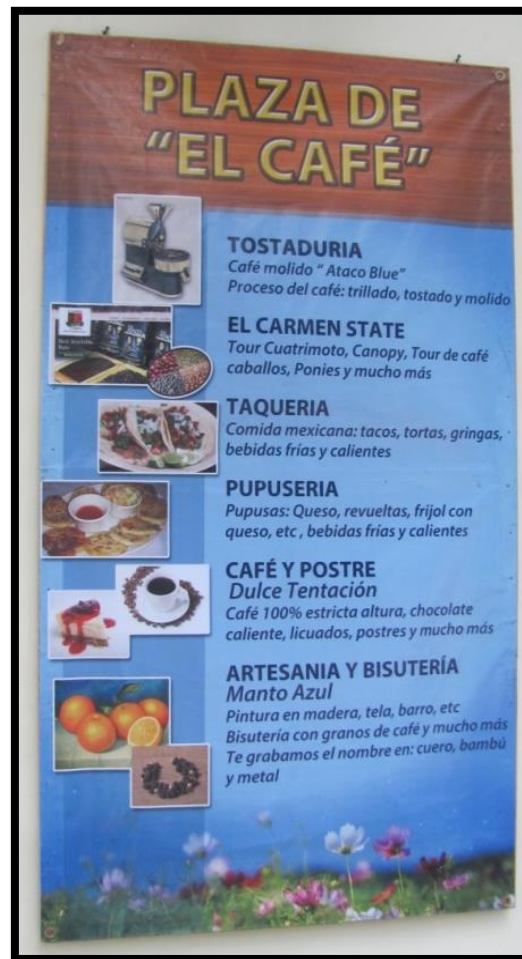 PLAZA DE
"EL CAFÉ"
TOSTADURIA
Café molido " Ataco Blue"
Proceso del café: trillado, tostado y molido
EL CARMEN STATE
Tour Cuatrimoto, Canopy, Tour de café
caballos, Ponies y mucho más
TAQUERIA
Comida mexicana: tacos, tortas, gringas,
bebidas frías y calientes
PUPUSERIA
Pupusas: Queso, revueltas, frijol con
queso, etc , bebidas frías y calientes
CAFÉ Y POSTRE
Dulce Tentación
Café 100% estricta altura, chocolate
caliente, licuados, postres y mucho más
ARTESANIA Y BISUTERÍA
Manto Azul
Pintura en madera, tela, barro, etc
Bisutería con granos de café y mucho más
Te grabamos el nombre en: cuero, bambú
y metal